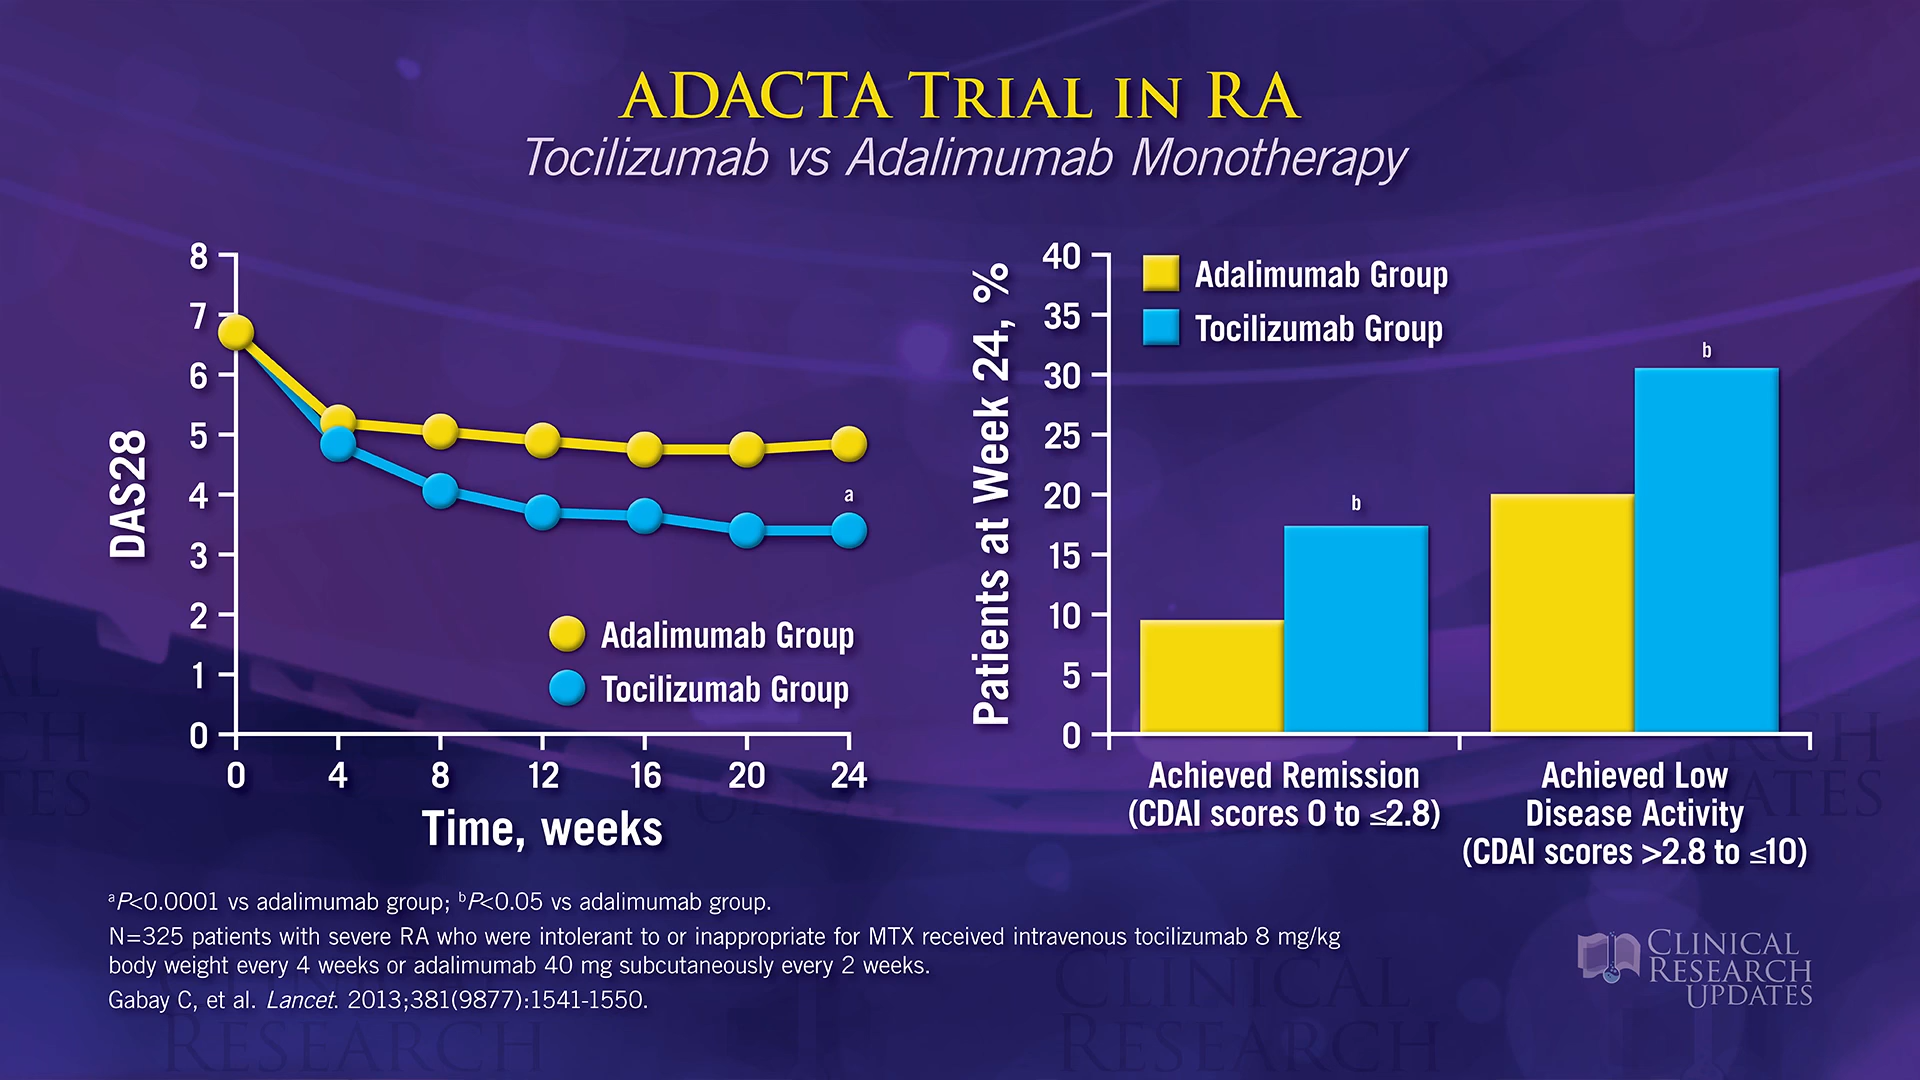 ADACTA TRIAL IN RA
Tocilizumab vs Adalimumab Monotherapy
DAS28
8
7
6
5
4
3
2
1
0
a
Adalimumab Group
Tocilizumab Group
0 4 8 12 16 20 24
Time, weeks
Patients at Week 24, %
40
35
30
25
20
15
10
5
0
Adalimumab Group
Tocilizumab Group
b
b
Achieved Remission
(CDAI scores 0 to ≤2.8)
Achieved Low
Disease Activity
(CDAI scores >2.8 to ≤10)
ᵃP<0.0001 vs adalimumab group; ᵇP<0.05 vs adalimumab group.
N=325 patients with severe RA who were intolerant to or inappropriate for MTX received intravenous tocilizumab 8 mg/kg
body weight every 4 weeks or adalimumab 40 mg subcutaneously every 2 weeks.
Gabay C, et al. Lancet. 2013;381(9877):1541-1550.
CLINICAL
RESEARCH
UPDATES